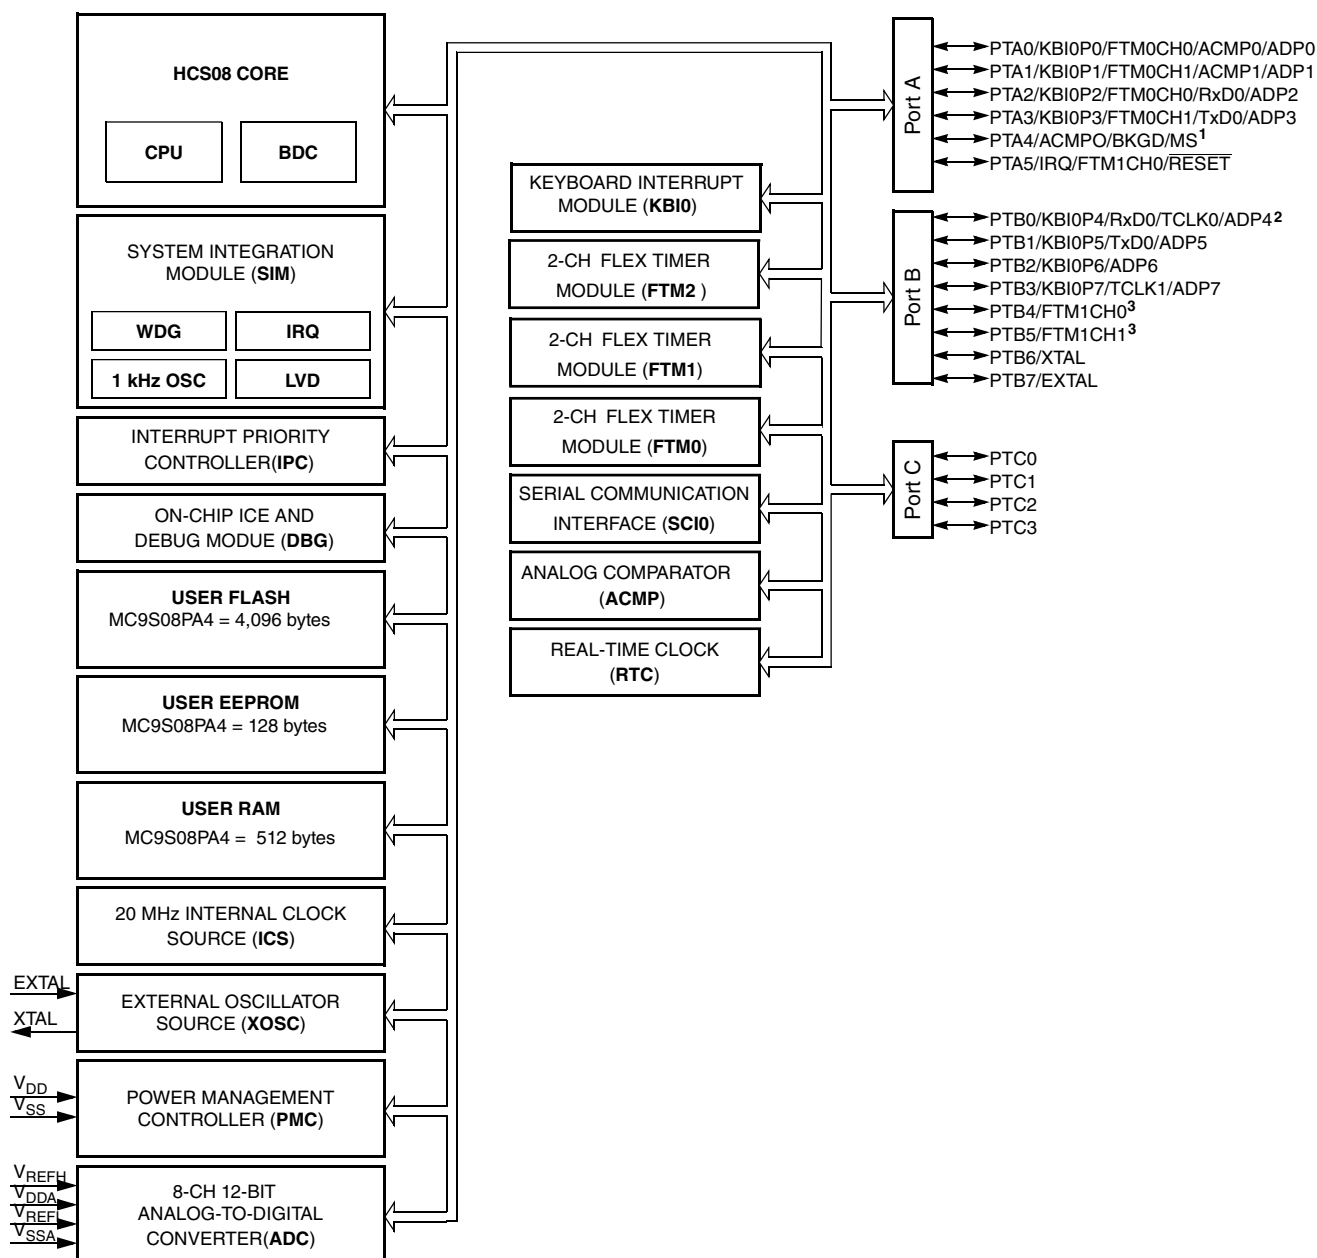 HCS08 CORE
CPU
BDC
SYSTEM INTEGRATION
MODULE (SIM)
WDG
IRQ
1 kHz OSC
LVD
INTERRUPT PRIORITY
CONTROLLER(IPC)
ON-CHIP ICE AND
DEBUG MODUE (DBG)
USER FLASH
MC9S08PA4 = 4,096 bytes
USER EEPROM
MC9S08PA4 = 128 bytes
USER RAM
MC9S08PA4 = 512 bytes
20 MHz INTERNAL CLOCK
SOURCE (ICS)
EXTAL
XTAL
EXTERNAL OSCILLATOR
SOURCE (XOSC)
VDD
VSS
POWER MANAGEMENT
CONTROLLER (PMC)
VREFH
VDDA
VREFL
VSSA
8-CH 12-BIT
ANALOG-TO-DIGITAL
CONVERTER(ADC)
KEYBOARD INTERRUPT
MODULE (KBI0)
2-CH FLEX TIMER
MODULE (FTM2 )
2-CH FLEX TIMER
MODULE (FTM1)
2-CH FLEX TIMER
MODULE (FTM0)
SERIAL COMMUNICATION
INTERFACE (SCI0)
ANALOG COMPARATOR
(ACMP)
REAL-TIME CLOCK
(RTC)
Port A
PTA0/KBI0P0/FTM0CH0/ACMP0/ADP0
PTA1/KBI0P1/FTM0CH1/ACMP1/ADP1
PTA2/KBI0P2/FTM0CH0/RxD0/ADP2
PTA3/KBI0P3/FTM0CH1/TxD0/ADP3
PTA4/ACMPO/BKGD/MS1
PTA5/IRQ/FTM1CH0/RESET
Port B
PTB0/KBI0P4/RxD0/TCLK0/ADP42
PTB1/KBI0P5/TxD0/ADP5
PTB2/KBI0P6/ADP6
PTB3/KBI0P7/TCLK1/ADP7
PTB4/FTM1CH03
PTB5/FTM1CH13
PTB6/XTAL
PTB7/EXTAL
Port C
PTC0
PTC1
PTC2
PTC3